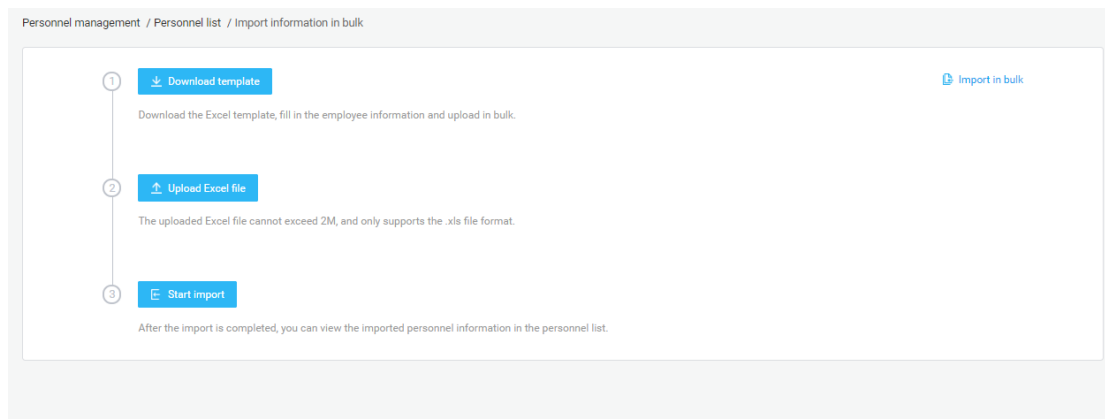 Personnel management / Personnel list / Import information in bulk
1 Download template
Import in bulk
Download the Excel template, fill in the employee information and upload in bulk.
2 Upload Excel file
The uploaded Excel file cannot exceed 2M, and only supports the .xls file format.
3 Start import
After the import is completed, you can view the imported personnel information in the personnel list.